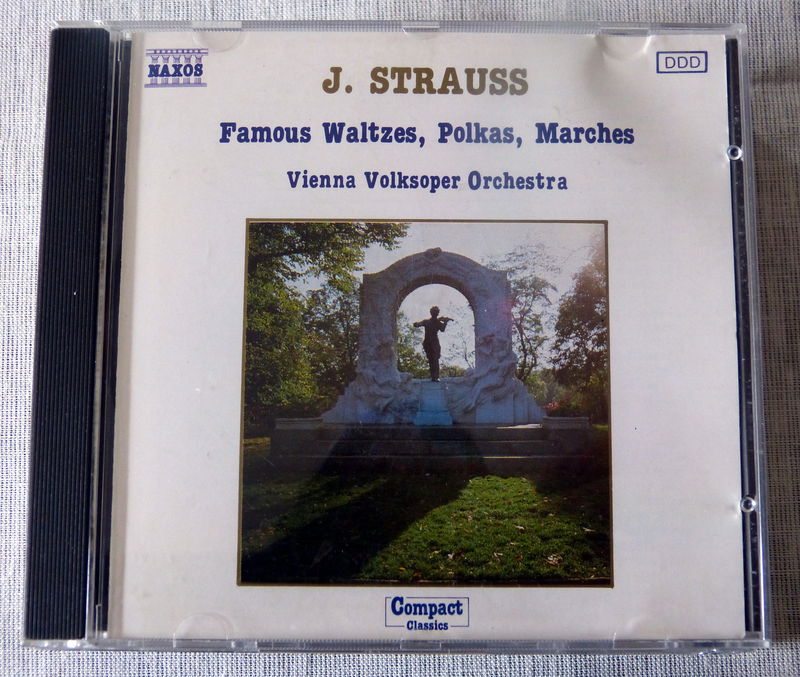 NAXOS
DDD
J. STRAUSS
Famous Waltzes, Polkas, Marches
Vienna Volksoper Orchestra
Compact
Classics